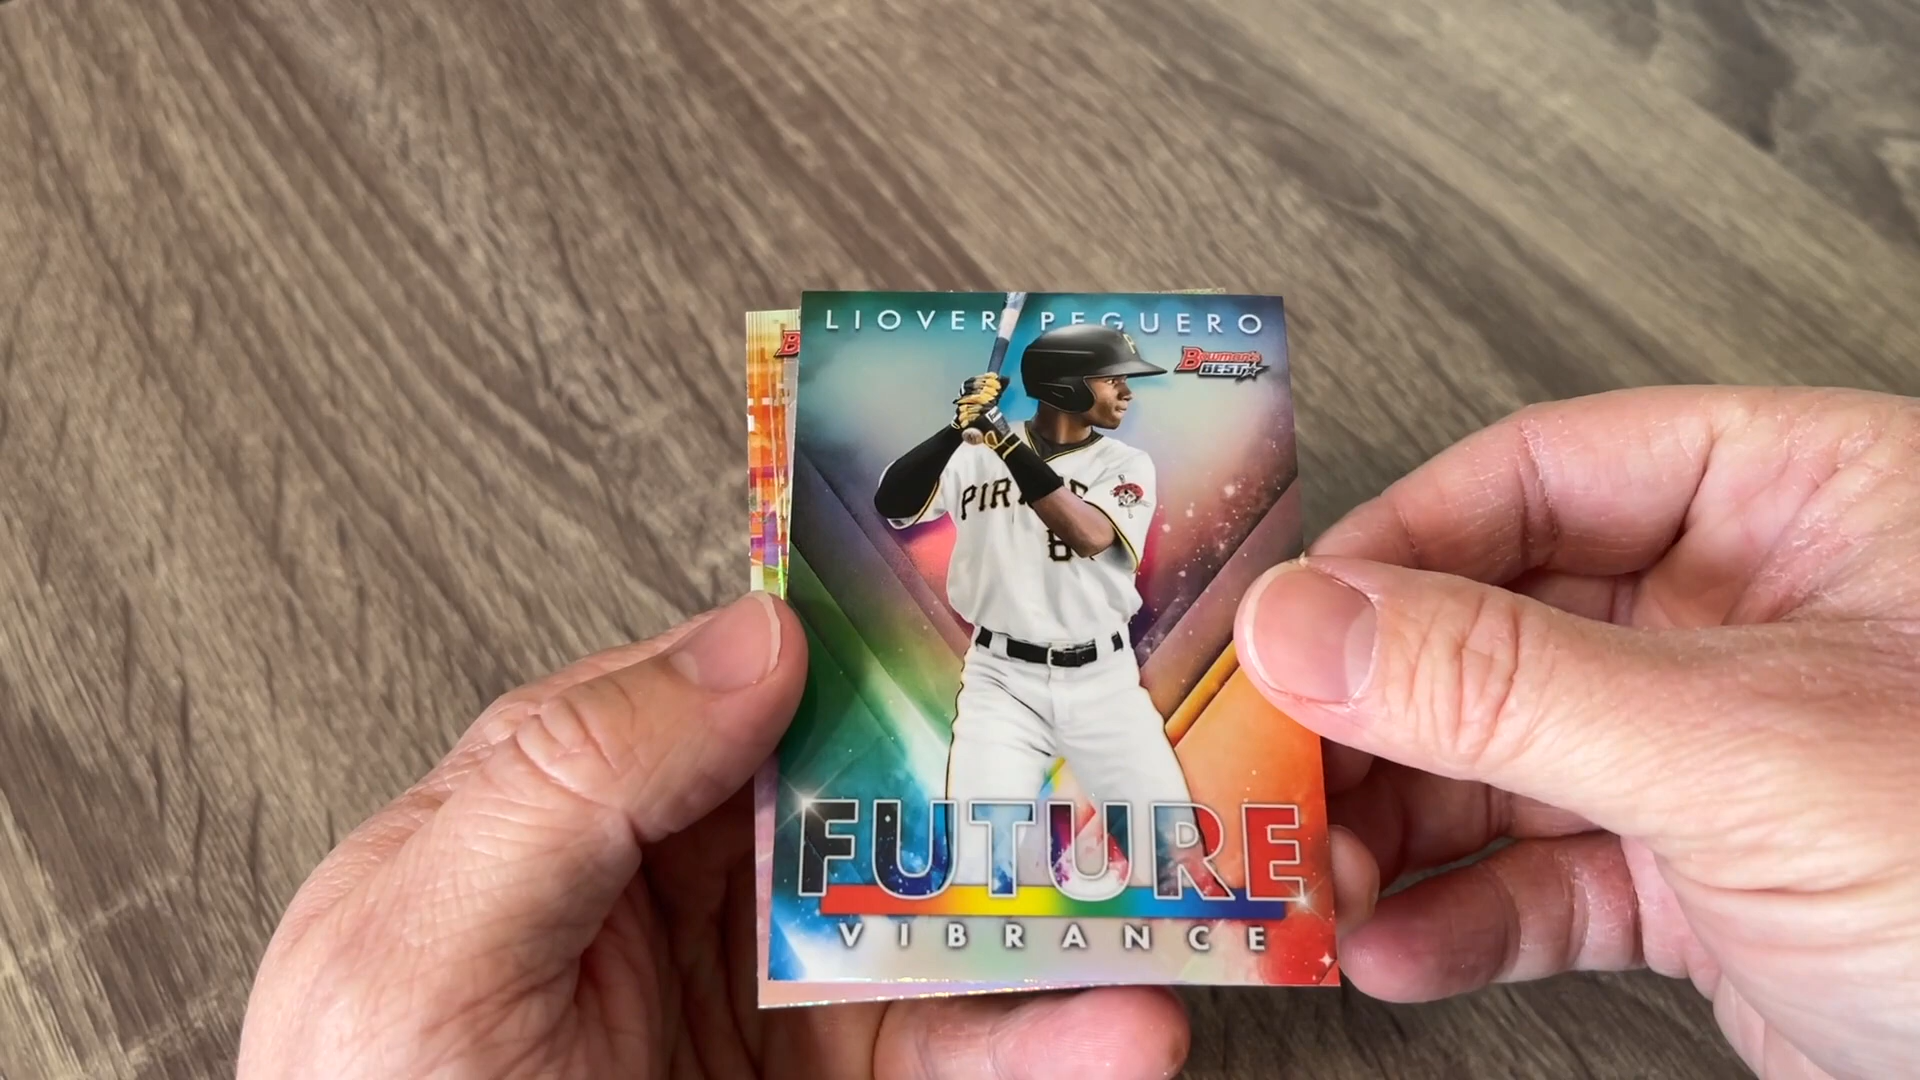 LIOVER PEGUERO
Bowman's
BEST
PIRATES
FUTURE
VIBRANCE